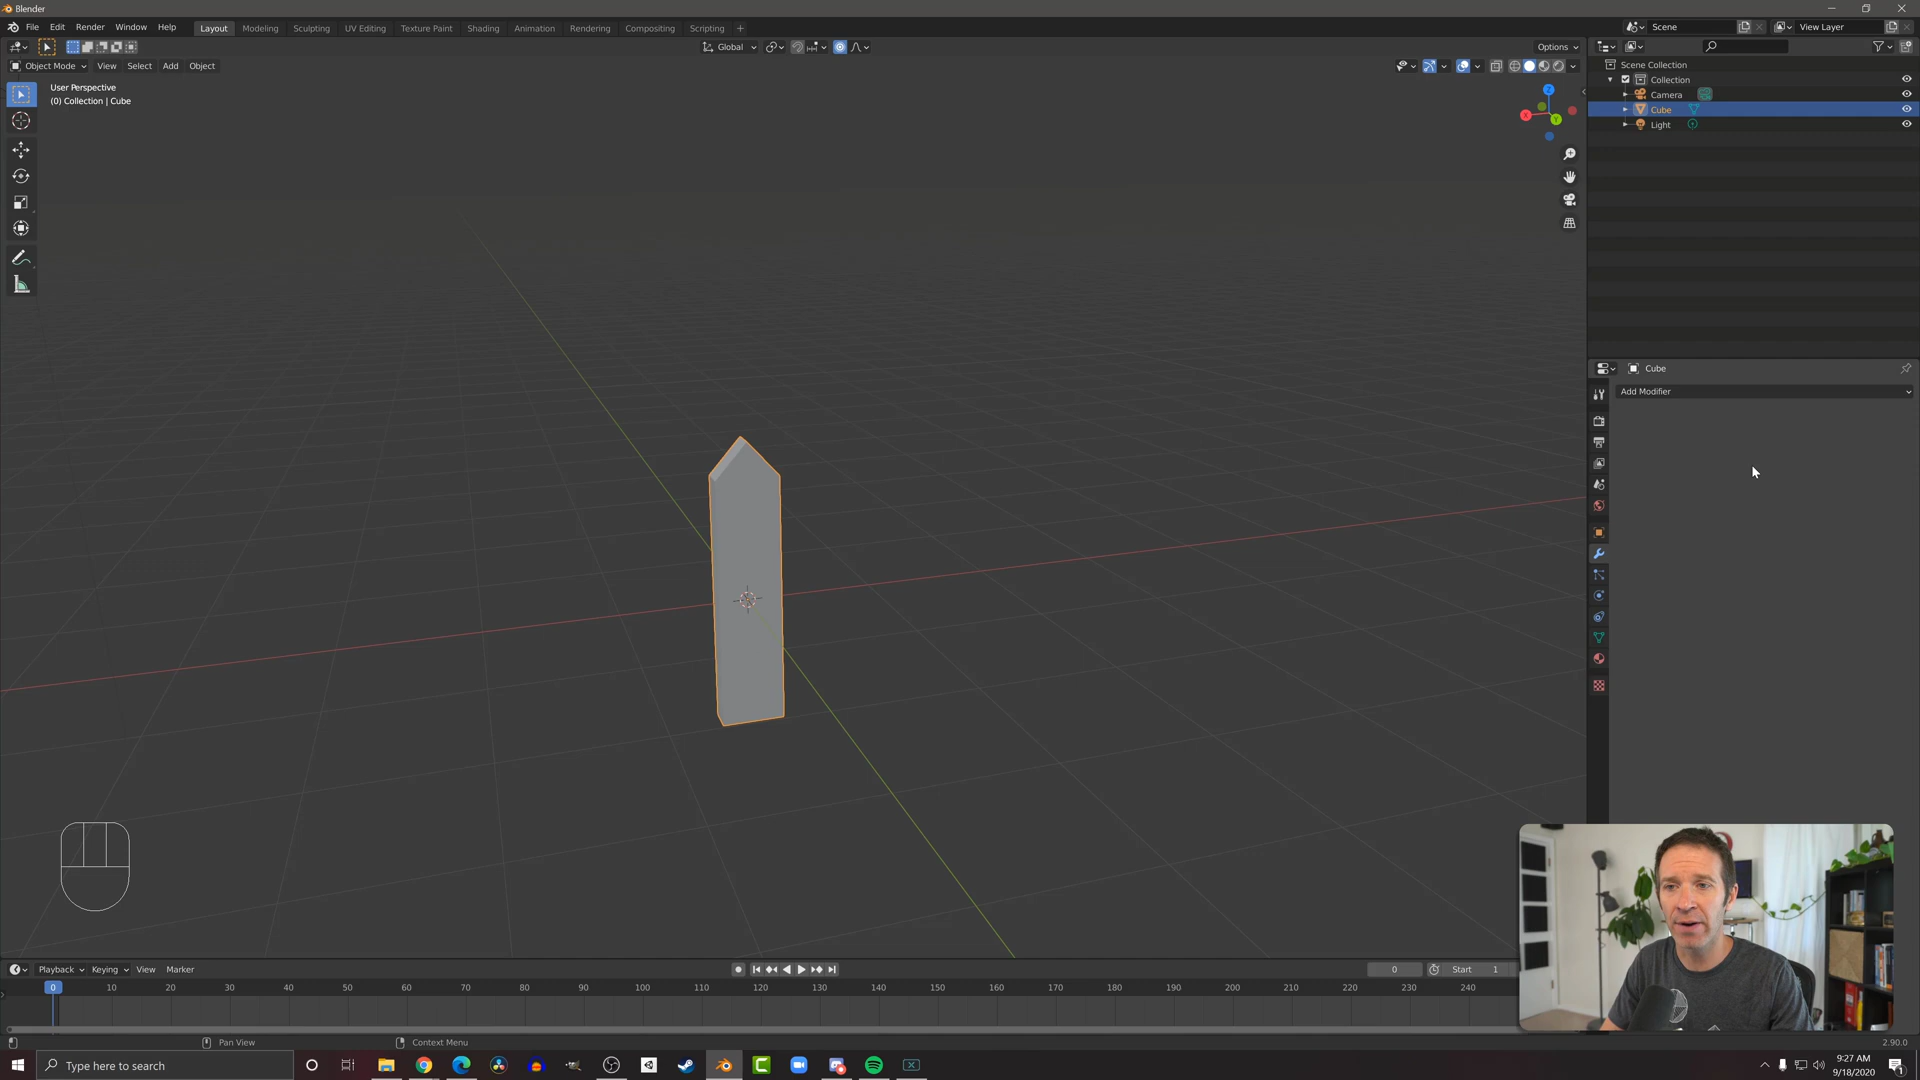 Blender
File Edit Render Window Help Layout Modeling Sculpting UV Editing Texture Paint Shading Animation Rendering Compositing Scripting + Scene View Layer
Global Options
Object Mode View Select Add Object
User Perspective
(0) Collection | Cube
Z
X
Y
Scene Collection
Collection
Camera
Cube
Light
Cube
Add Modifier
Playback Keying View Marker 0 Start 1
0 10 20 30 40 50 60 70 80 90 100 110 120 130 140 150 160 170 180 190 200 210 220 230 240
Pan View Context Menu 2.90.0
Type here to search
9:27 AM
9/18/2020
1